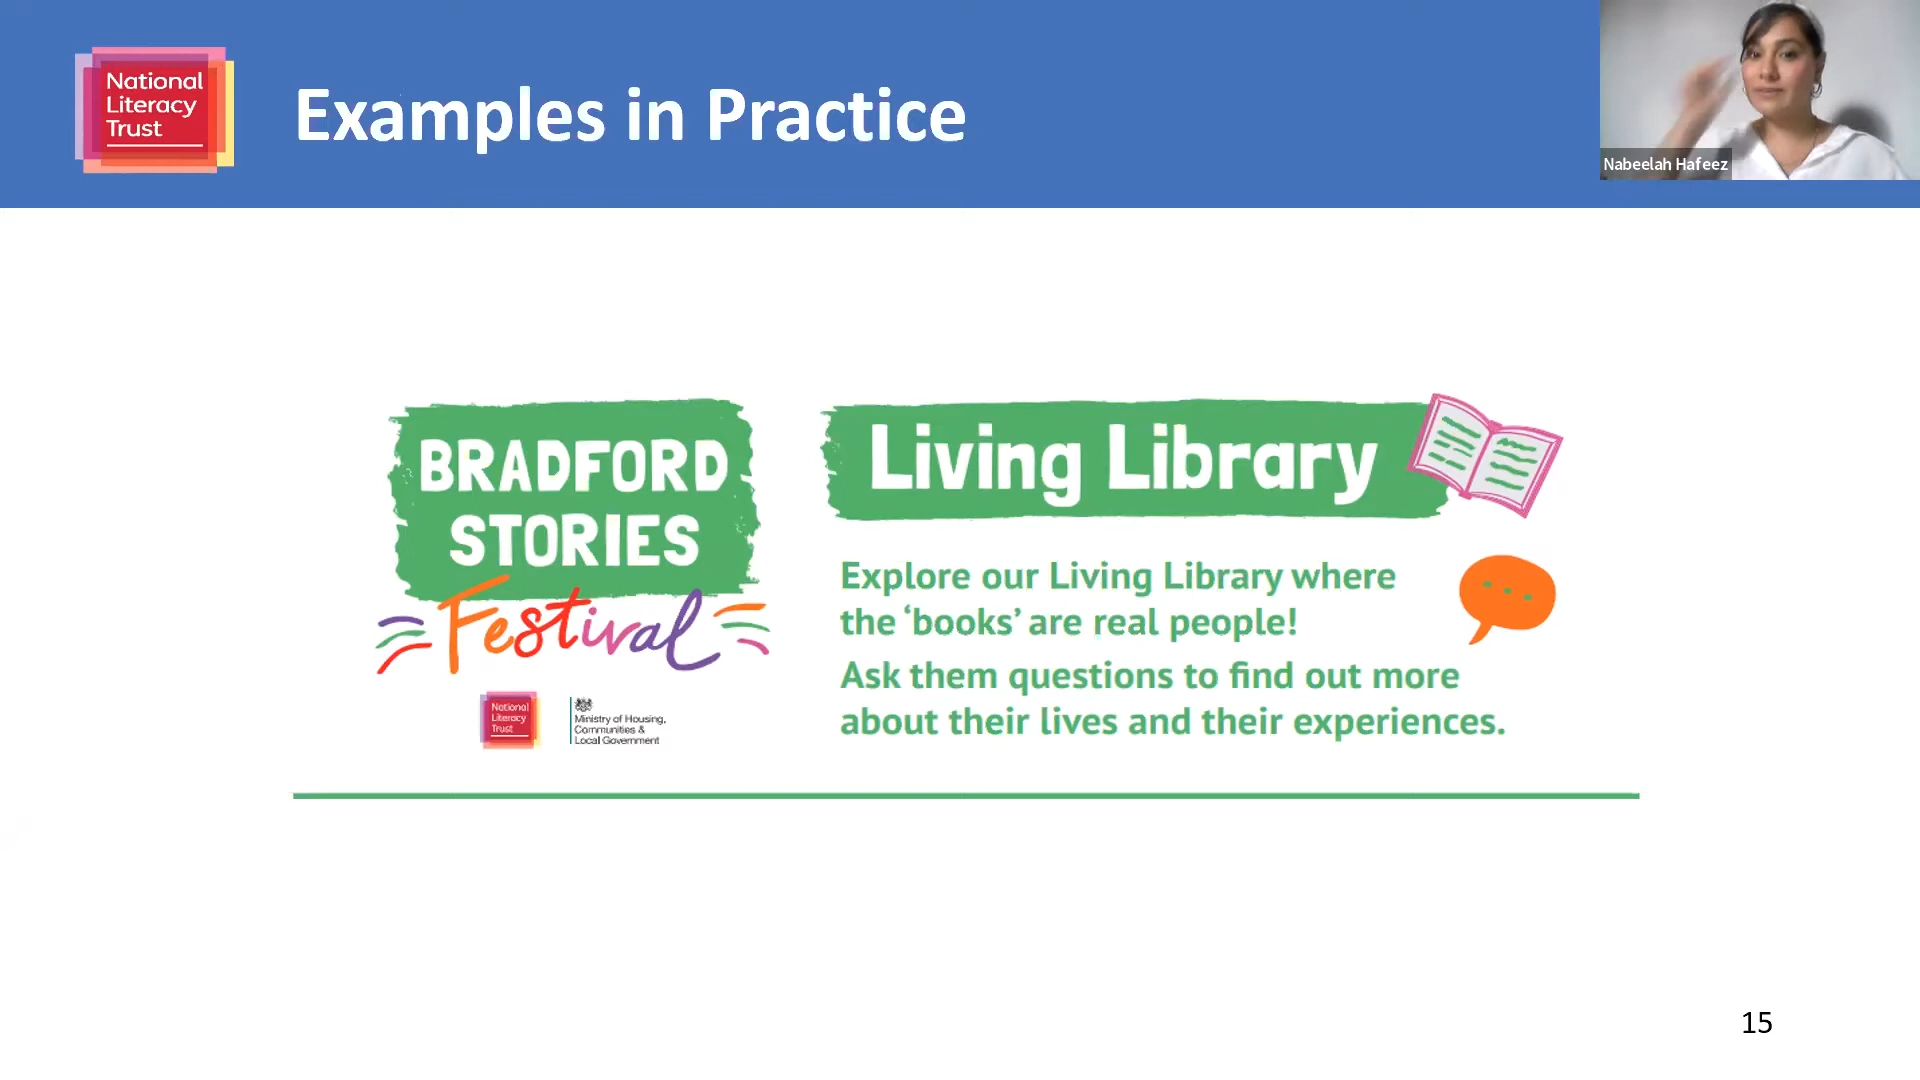 National
Literacy
Trust
Examples in Practice
Nabeelah Hafeez
BRADFORD
STORIES
Festival
National
Literacy
Trust
Ministry of Housing,
Communities &
Local Government
Living Library
Explore our Living Library where
the ‘books’ are real people!
Ask them questions to find out more
about their lives and their experiences.
15